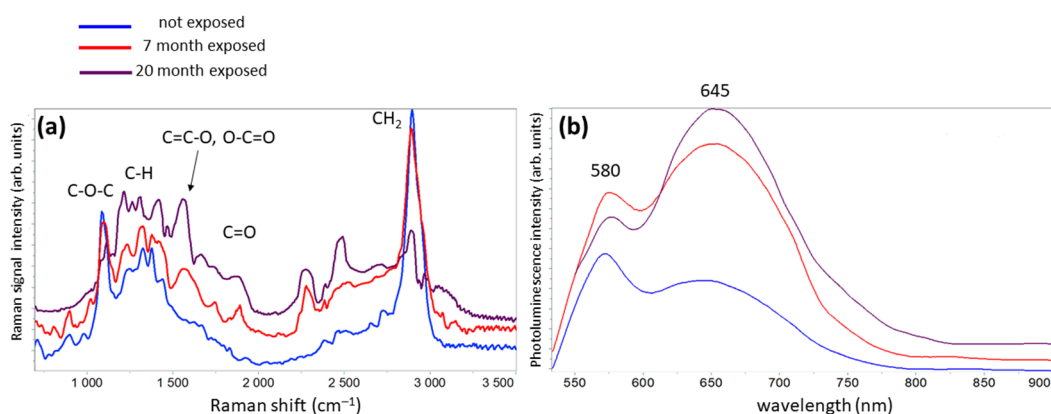 not exposed
7 month exposed
20 month exposed
(a)
C=C-O, O-C=O
CH₂
C-H
C-O-C
C=O
Raman signal intensity (arb. units)
1 000
1 500
2 000
2 500
3 000
3 500
Raman shift (cm⁻¹)
(b)
645
580
Photoluminescence intensity (arb. units)
550
600
650
700
750
800
850
900
wavelength (nm)